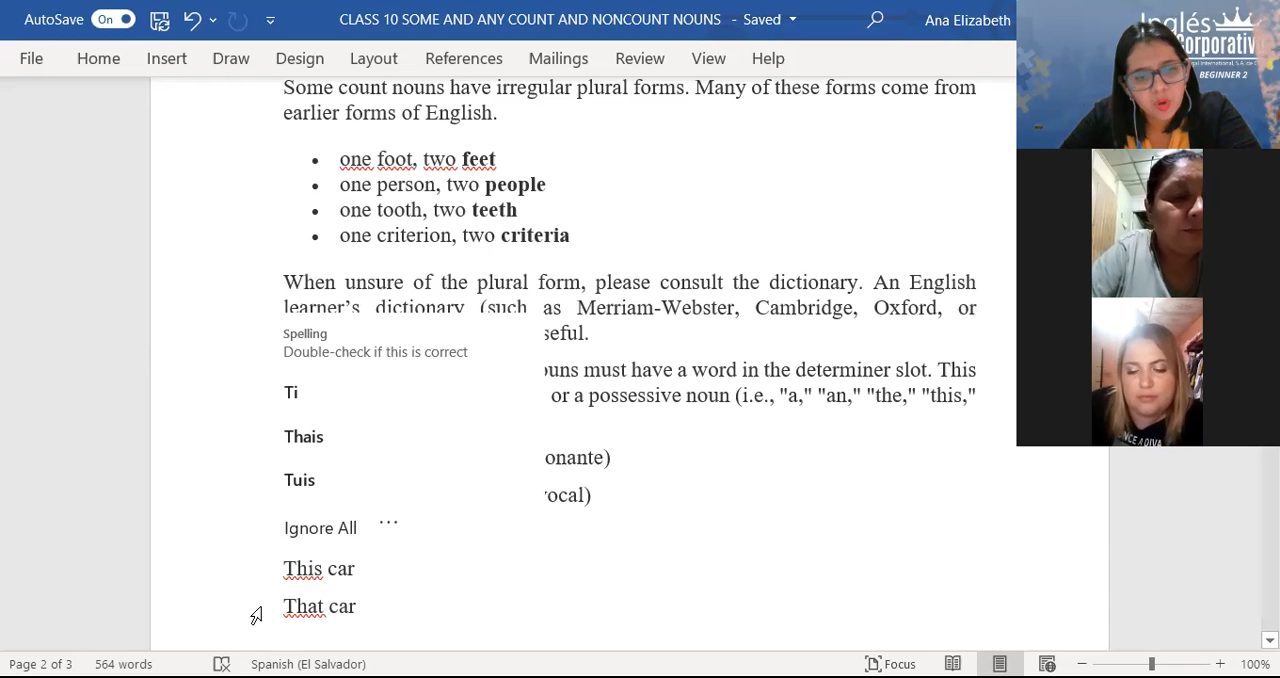 AutoSave On CLASS 10 SOME AND ANY COUNT AND NONCOUNT NOUNS - Saved Ana Elizabeth
File Home Insert Draw Design Layout References Mailings Review View Help
Inglés
Corporativo
BEGINNER 2
Some count nouns have irregular plural forms. Many of these forms come from
earlier forms of English.
• one foot, two feet
• one person, two people
• one tooth, two teeth
• one criterion, two criteria
When unsure of the plural form, please consult the dictionary. An English
learner's dictionary (such as Merriam-Webster, Cambridge, Oxford, or
seful.
Spelling
Double-check if this is correct
Ti
Thais
Tuis
Ignore All ...
ouns must have a word in the determiner slot. This
or a possessive noun (i.e., "a," "an," "the," "this,"
onante)
vocal)
This car
That car
NCE A DIVA
Page 2 of 3 564 words Spanish (El Salvador) Focus 100%